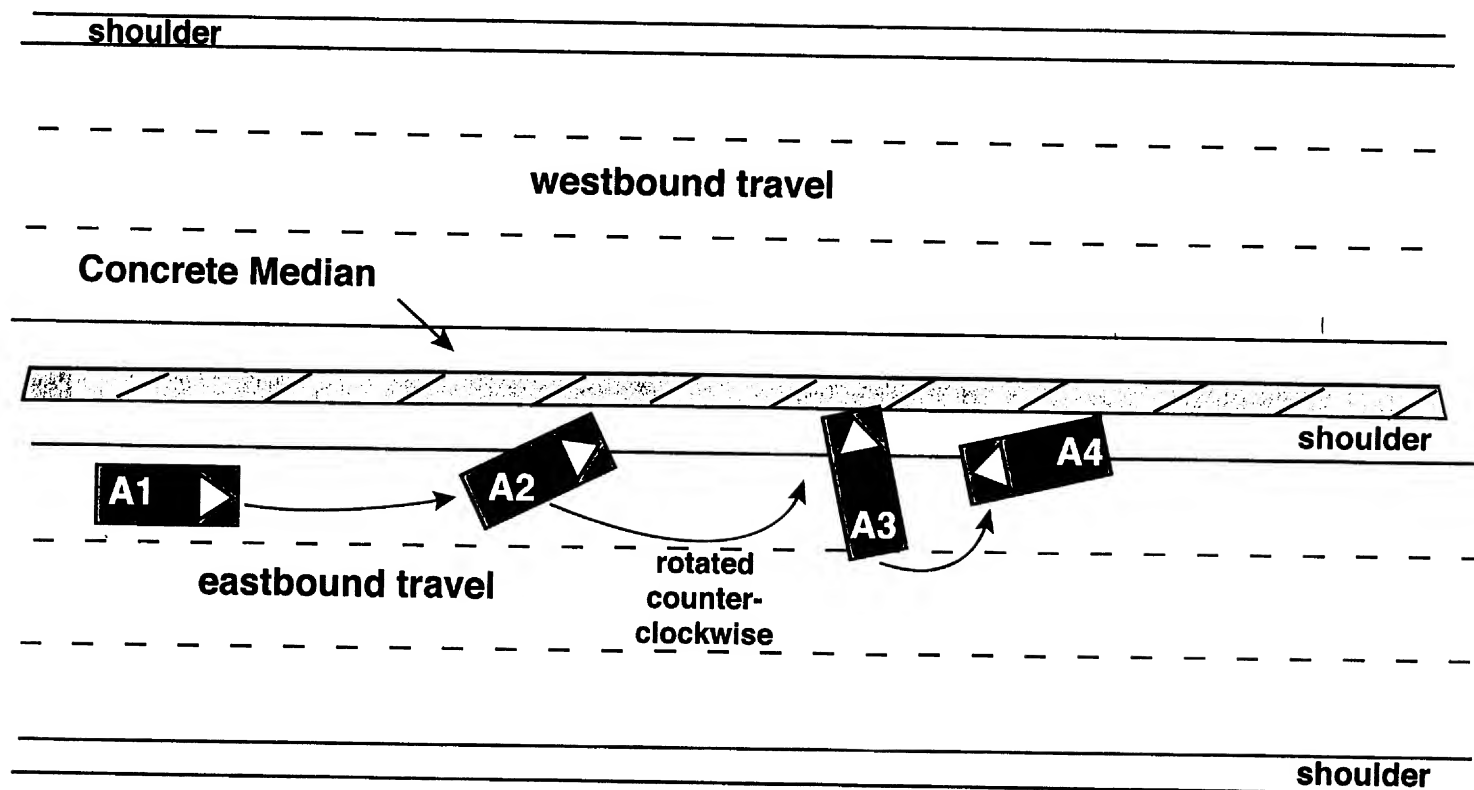 shoulder
westbound travel
Concrete Median
shoulder
A1
A2
A3
A4
eastbound travel
rotated
counter-
clockwise
shoulder